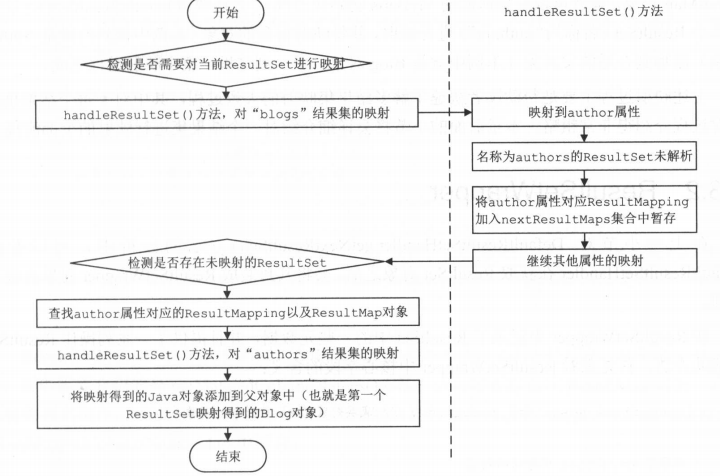 开始
handleResultSet()方法
检测是否需要对当前ResultSet进行映射
handleResultSet()方法，对“blogs”结果集的映射
映射到author属性
名称为authors的ResultSet未解析
将author属性对应ResultMapping
加入nextResultMaps集合中暂存
继续其他属性的映射
检测是否存在未映射的ResultSet
查找author属性对应的ResultMapping以及ResultMap对象
handleResultSet()方法，对“authors”结果集的映射
将映射得到的Java对象添加到父对象中（也就是第一个
ResultSet映射得到的Blog对象）
结束